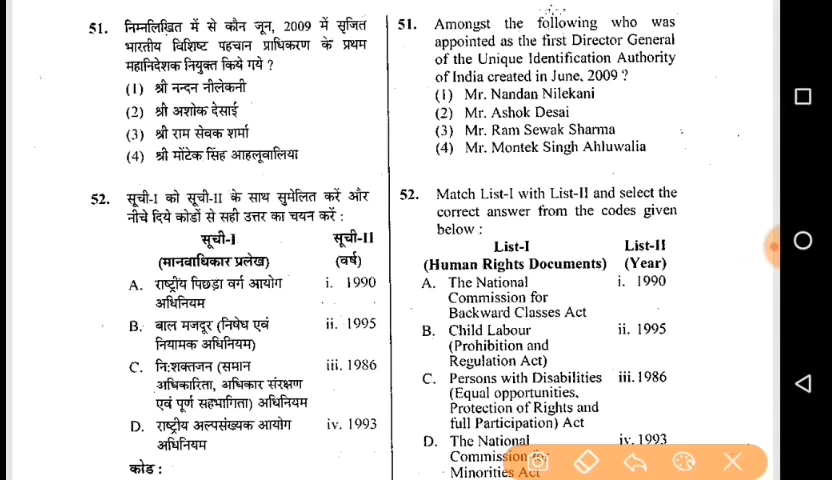 51. निम्नलिखित में से कौन जून, 2009 में सृजित
भारतीय विशिष्ट पहचान प्राधिकरण के प्रथम
महानिदेशक नियुक्त किये गये ?
(1) श्री नन्दन नीलेकनी
(2) श्री अशोक देसाई
(3) श्री राम सेवक शर्मा
(4) श्री मोंटेक सिंह आहलूवालिया
52. सूची-I को सूची-II के साथ सुमेलित करें और
नीचे दिये कोडों से सही उत्तर का चयन करें :
सूची-I सूची-II
(मानवाधिकार प्रलेख) (वर्ष)
A. राष्ट्रीय पिछड़ा वर्ग आयोग i. 1990
अधिनियम
B. बाल मजदूर (निषेध एवं ii. 1995
नियामक अधिनियम)
C. नि:शक्तजन (समान iii. 1986
अधिकारिता, अधिकार संरक्षण
एवं पूर्ण सहभागिता) अधिनियम
D. राष्ट्रीय अल्पसंख्यक आयोग iv. 1993
अधिनियम
कोड :
51. Amongst the following who was
appointed as the first Director General
of the Unique Identification Authority
of India created in June, 2009 ?
(1) Mr. Nandan Nilekani
(2) Mr. Ashok Desai
(3) Mr. Ram Sewak Sharma
(4) Mr. Montek Singh Ahluwalia
52. Match List-I with List-II and select the
correct answer from the codes given
below :
List-I List-II
(Human Rights Documents) (Year)
A. The National i. 1990
Commission for
Backward Classes Act
B. Child Labour ii. 1995
(Prohibition and
Regulation Act)
C. Persons with Disabilities iii. 1986
(Equal opportunities,
Protection of Rights and
full Participation) Act
D. The National iv. 1993
Commission for
Minorities Act